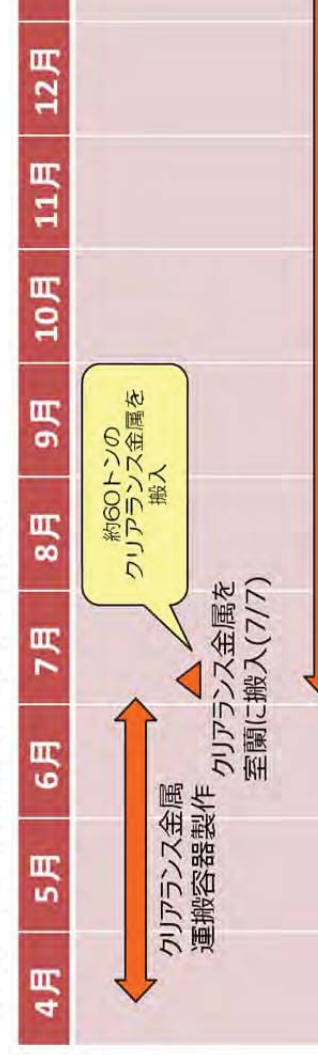 4月
5月
6月
7月
8月
9月
10月
11月
12月
約60トンの
クリアランス金属を
搬入
クリアランス金属
運搬容器製作
クリアランス金属を
室蘭に搬入(7/7)